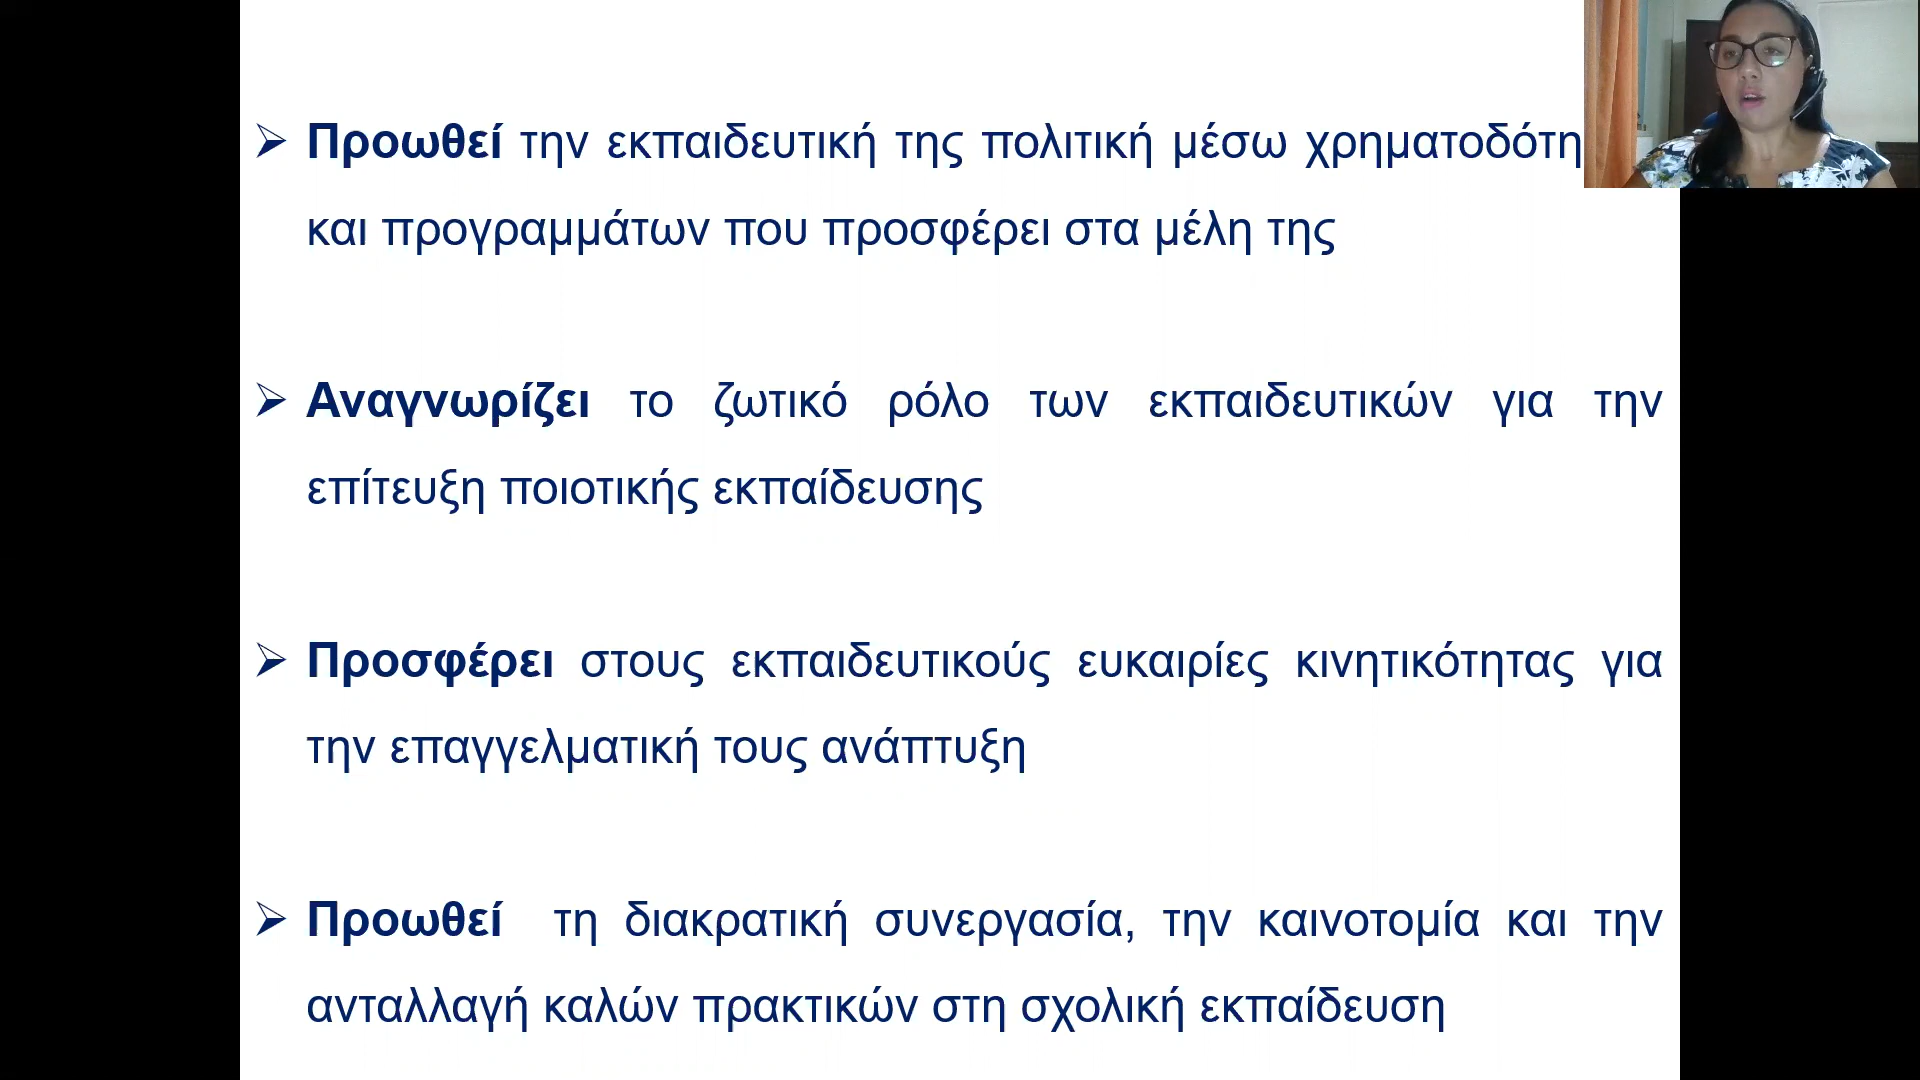 ➢ Προωθεί την εκπαιδευτική της πολιτική μέσω
και προγραμμάτων που προσφέρει στα μέλη της
➢ Αναγνωρίζει το ζωτικό ρόλο των εκπαιδευτικών για την
επίτευξη ποιοτικής εκπαίδευσης
➢ Προσφέρει στους εκπαιδευτικούς ευκαιρίες κινητικότητας για
την επαγγελματική τους ανάπτυξη
➢ Προωθεί τη διακρατική συνεργασία, την καινοτομία και την
ανταλλαγή καλών πρακτικών στη σχολική εκπαίδευση